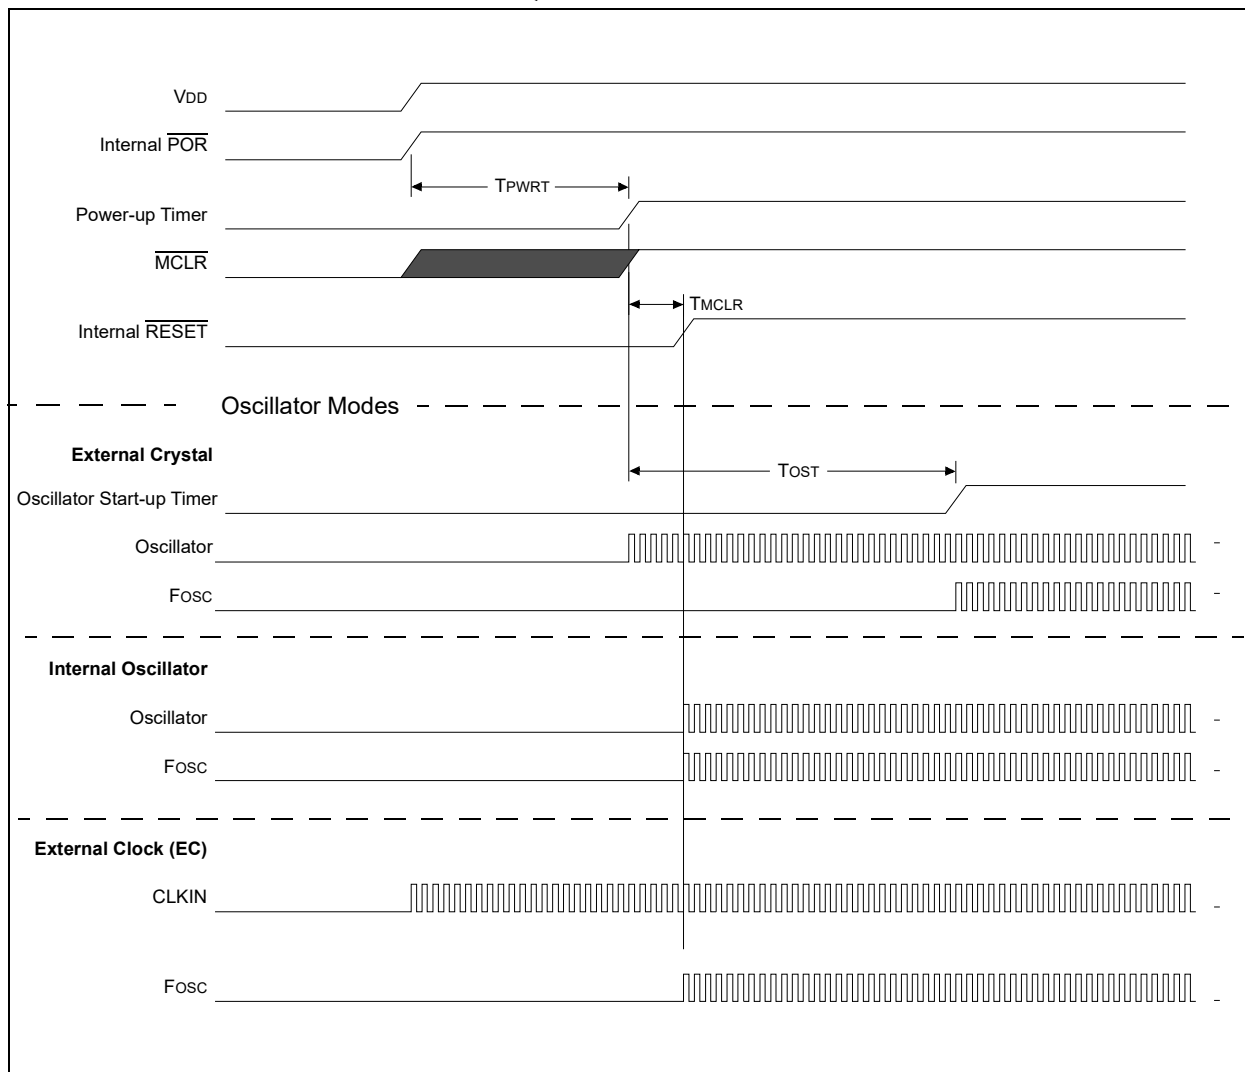 VDD
Internal POR
TPWRT
Power-up Timer
MCLR
TMCLR
Internal RESET
Oscillator Modes
External Crystal
TOST
Oscillator Start-up Timer
Oscillator
FOSC
Internal Oscillator
Oscillator
FOSC
External Clock (EC)
CLKIN
FOSC